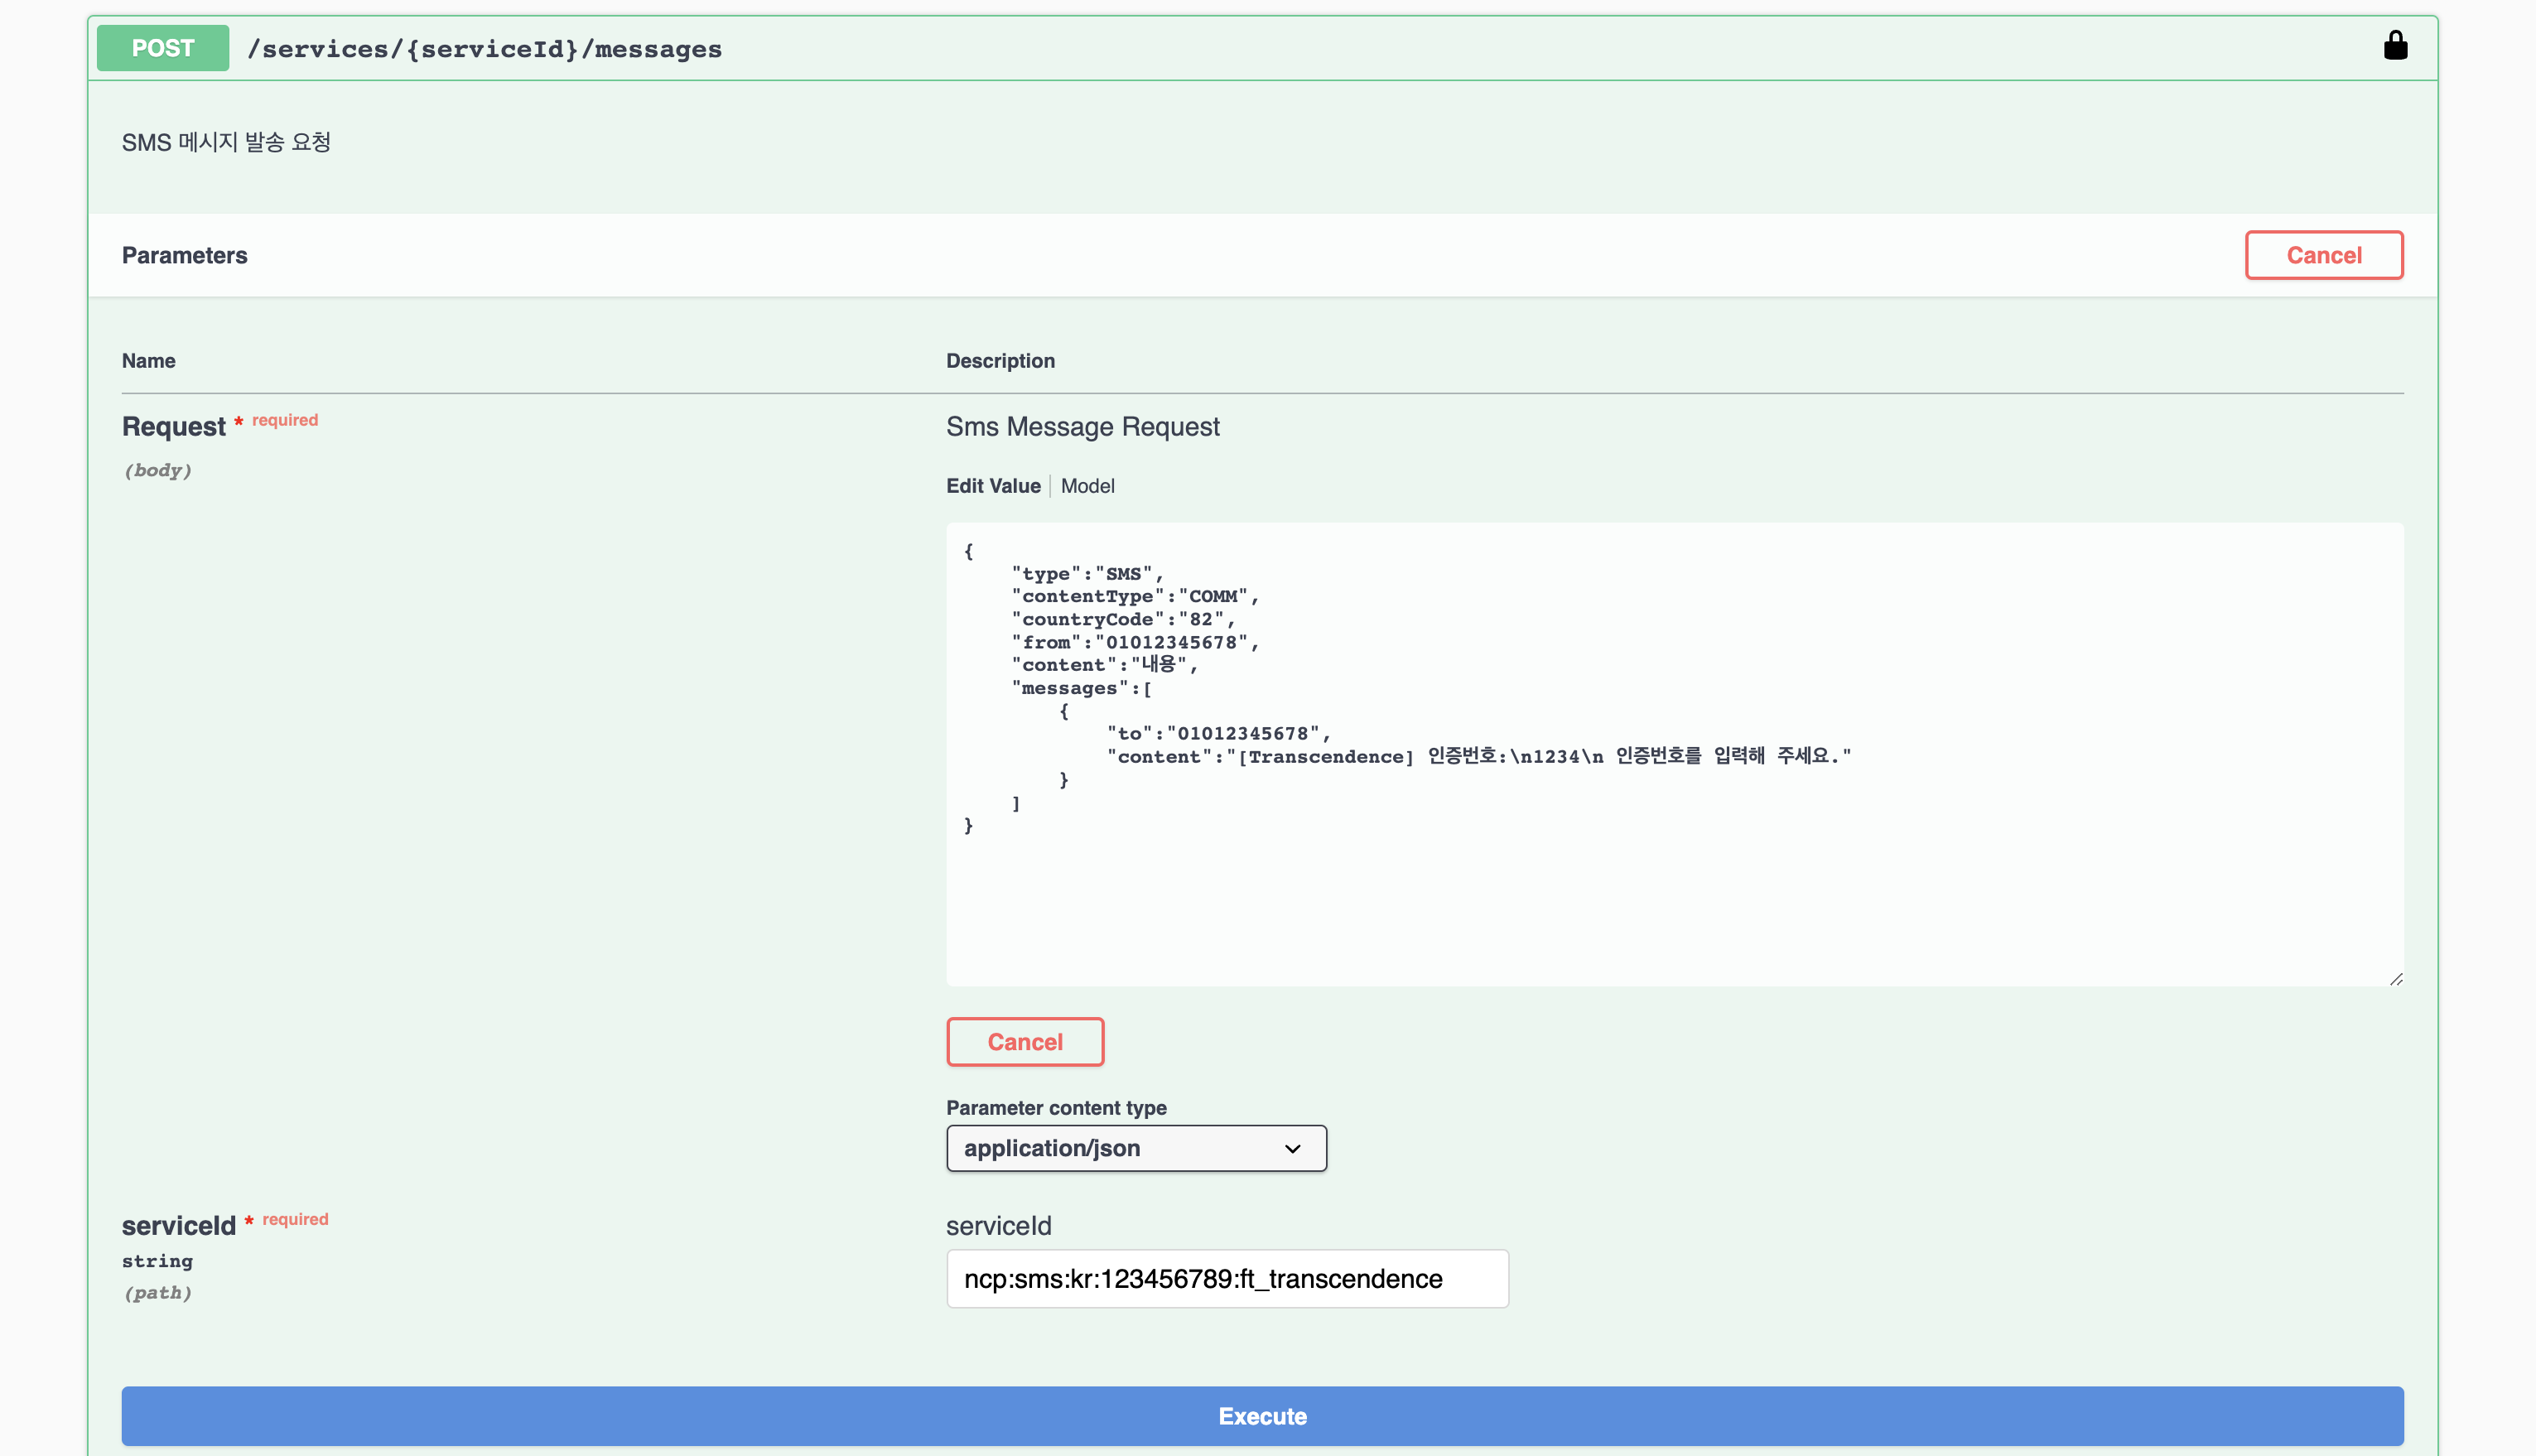 POST /services/{serviceId}/messages
SMS 메시지 발송 요청
Parameters Cancel
Name Description
Request * required Sms Message Request
(body)
Edit Value Model
{
"type":"SMS",
"contentType":"COMM",
"countryCode":"82",
"from":"01012345678",
"content":"내용",
"messages":[
{
"to":"01012345678",
"content":"[Transcendence] 인증번호:\n1234\n 인증번호를 입력해 주세요."
}
]
}
Cancel
Parameter content type
application/json
serviceId * required serviceId
string
(path)
ncp:sms:kr:123456789:ft_transcendence
Execute